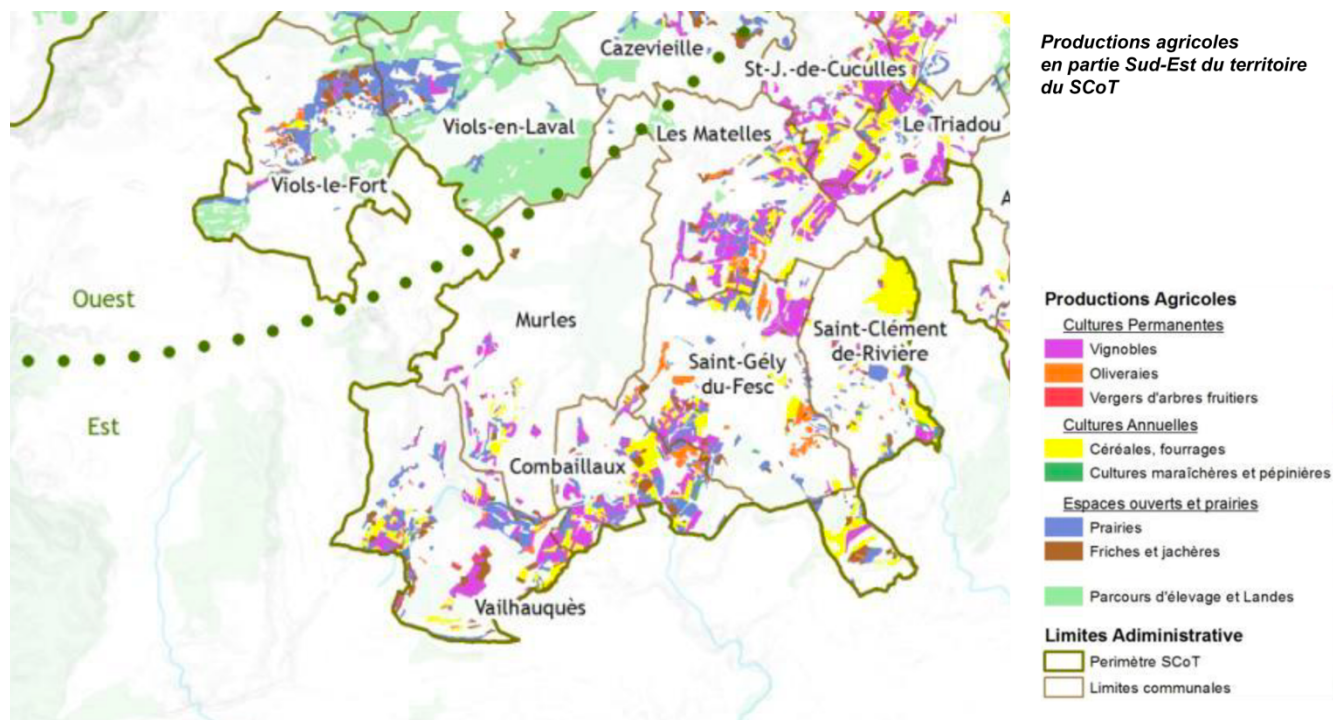 Productions agricoles
en partie Sud-Est du territoire
du SCoT
Cazevieille
St-J.-de-Cuculles
Viols-en-Laval
Les Matelles
Le Triadou
Viols-le-Fort
A
Ouest
Murles
Saint-Clément
de-Rivière
Saint-Gély
du-Fesc
Est
Combaillaux
Vailhauquès
Productions Agricoles
Cultures Permanentes
Vignobles
Oliveraies
Vergers d'arbres fruitiers
Cultures Annuelles
Céréales, fourrages
Cultures maraîchères et pépinières
Espaces ouverts et prairies
Prairies
Friches et jachères
Parcours d'élevage et Landes
Limites Adiministrative
Perimètre SCoT
Limites communales